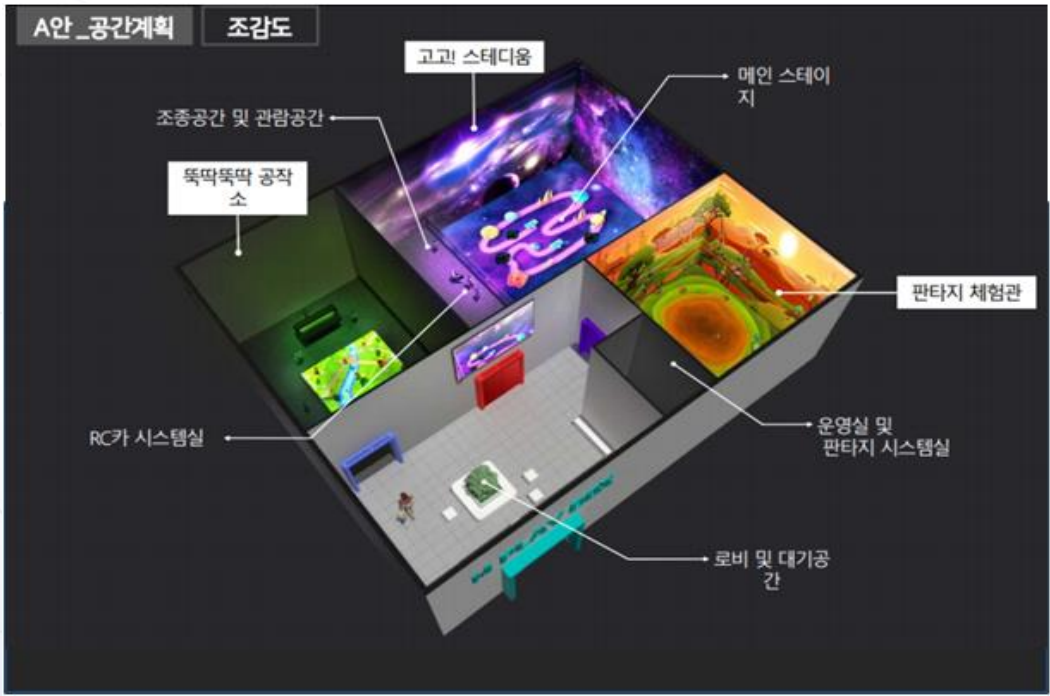 A안 _공간계획
조감도
고고! 스테디움
메인 스테이
지
조종공간 및 관람공간
뚝딱뚝딱 공작
소
판타지 체험관
RC카 시스템실
운영실 및
판타지 시스템실
로비 및 대기공
간